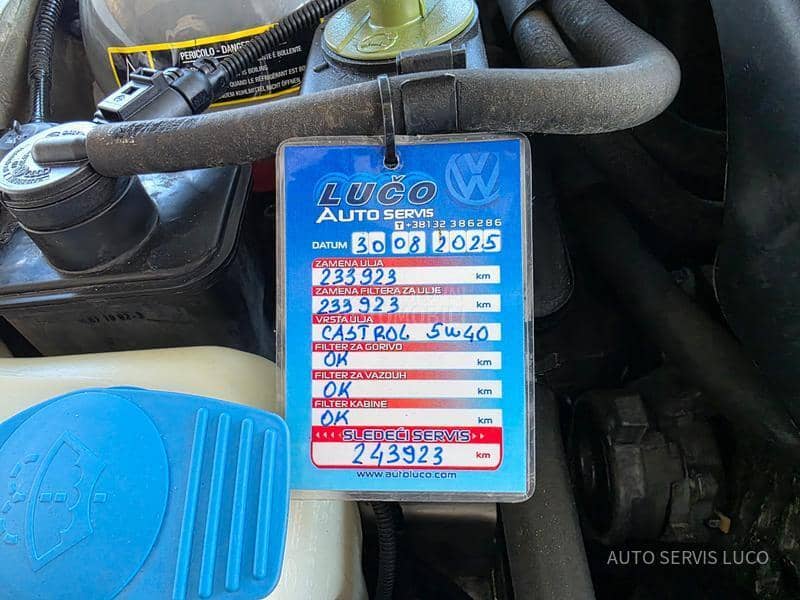 PERICOLO - DANGER
LUČO
AUTO SERVIS
T +38132 386286
DATUM 30 08 2025
ZAMENA ULJA
233923 km
ZAMENA FILTERA ZA ULJE
233923 km
VRSTA ULJA
CASTROL 5W40
FILTER ZA GORIVO
OK km
FILTER ZA VAZDUH
OK km
FILTER KABINE
OK km
SLEDEĆI SERVIS
243923 km
www.autoluco.com
AUTO SERVIS LUCO